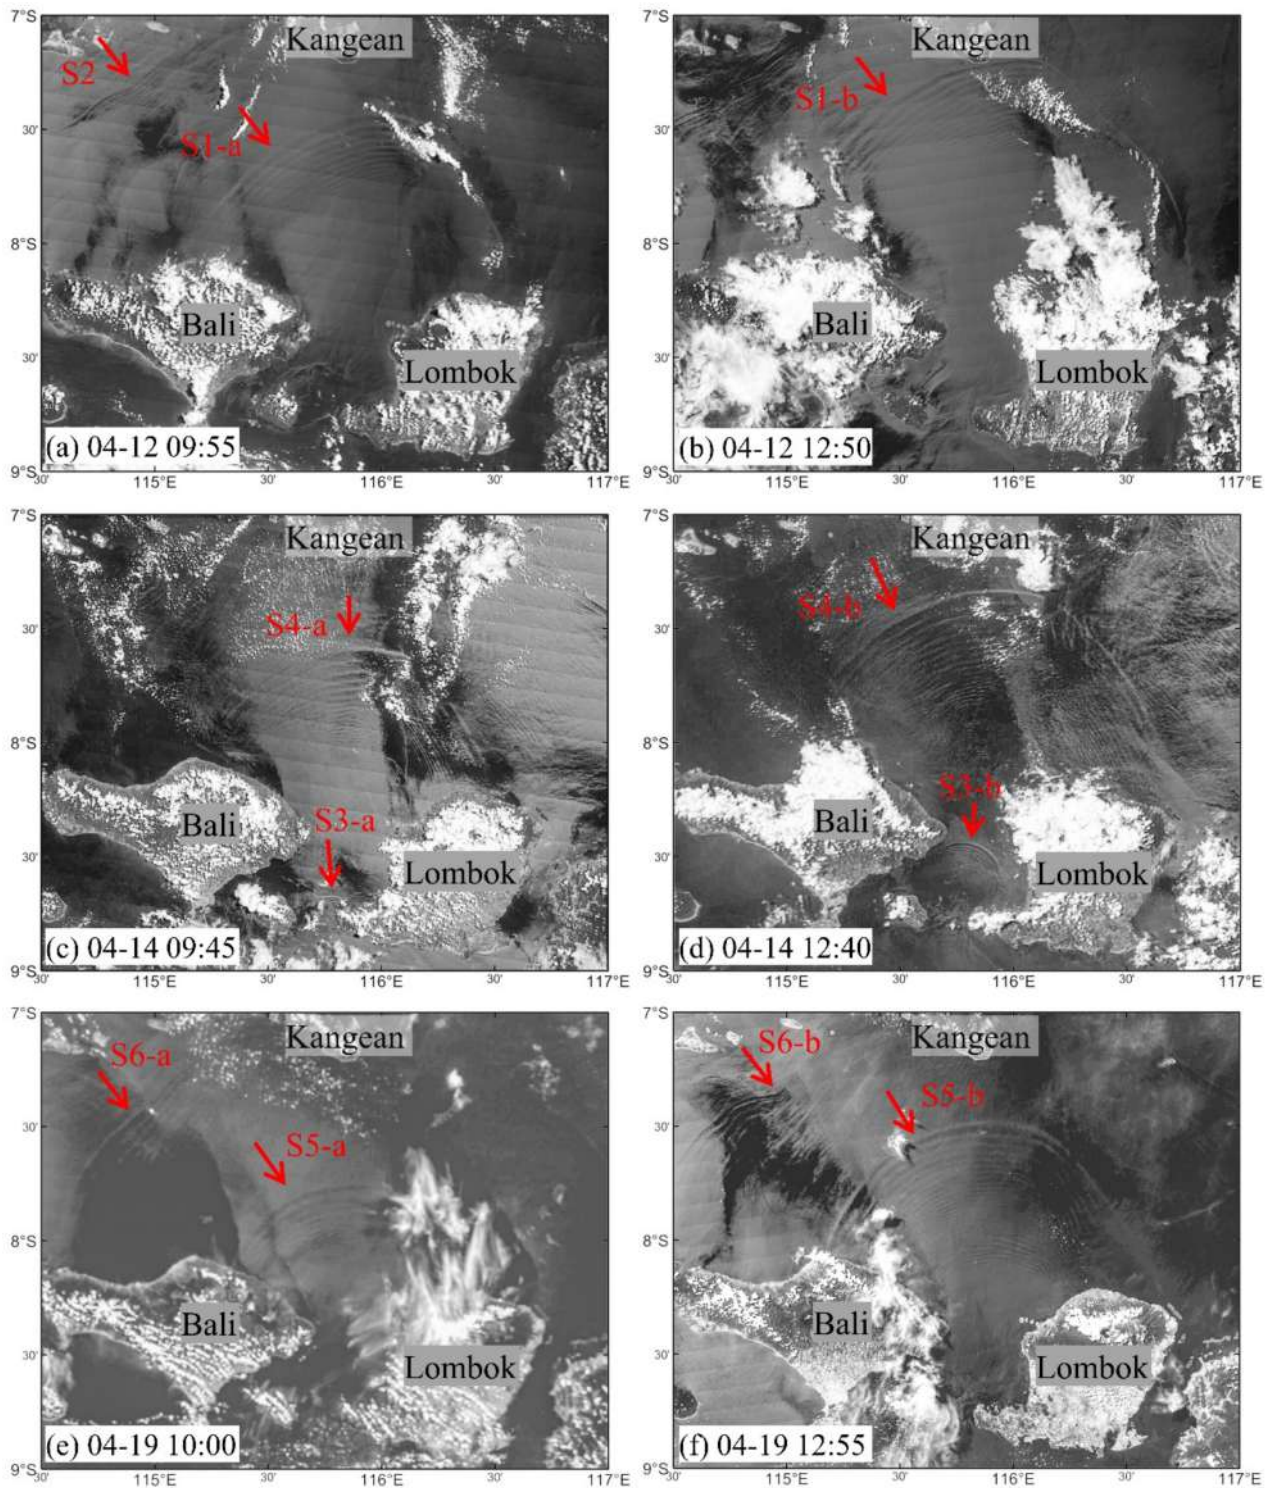 7°S
Kangean
S2
S1-a
30'
8°S
Bali
30'
Lombok
(a) 04-12 09:55
9°S
30'
115°E
30'
116°E
30'
117°E
7°S
Kangean
S1-b
30'
8°S
Bali
30'
Lombok
(b) 04-12 12:50
9°S
30'
115°E
30'
116°E
30'
117°E
7°S
Kangean
S4-a
30'
8°S
S3-a
Bali
30'
Lombok
(c) 04-14 09:45
9°S
30'
115°E
30'
116°E
30'
117°E
7°S
Kangean
S4-b
30'
8°S
S3-b
Bali
30'
Lombok
(d) 04-14 12:40
9°S
30'
115°E
30'
116°E
30'
117°E
7°S
Kangean
S6-a
30'
S5-a
8°S
Bali
30'
Lombok
(e) 04-19 10:00
9°S
30'
115°E
30'
116°E
30'
117°E
7°S
Kangean
S6-b
S5-b
30'
8°S
Bali
30'
Lombok
(f) 04-19 12:55
9°S
30'
115°E
30'
116°E
30'
117°E